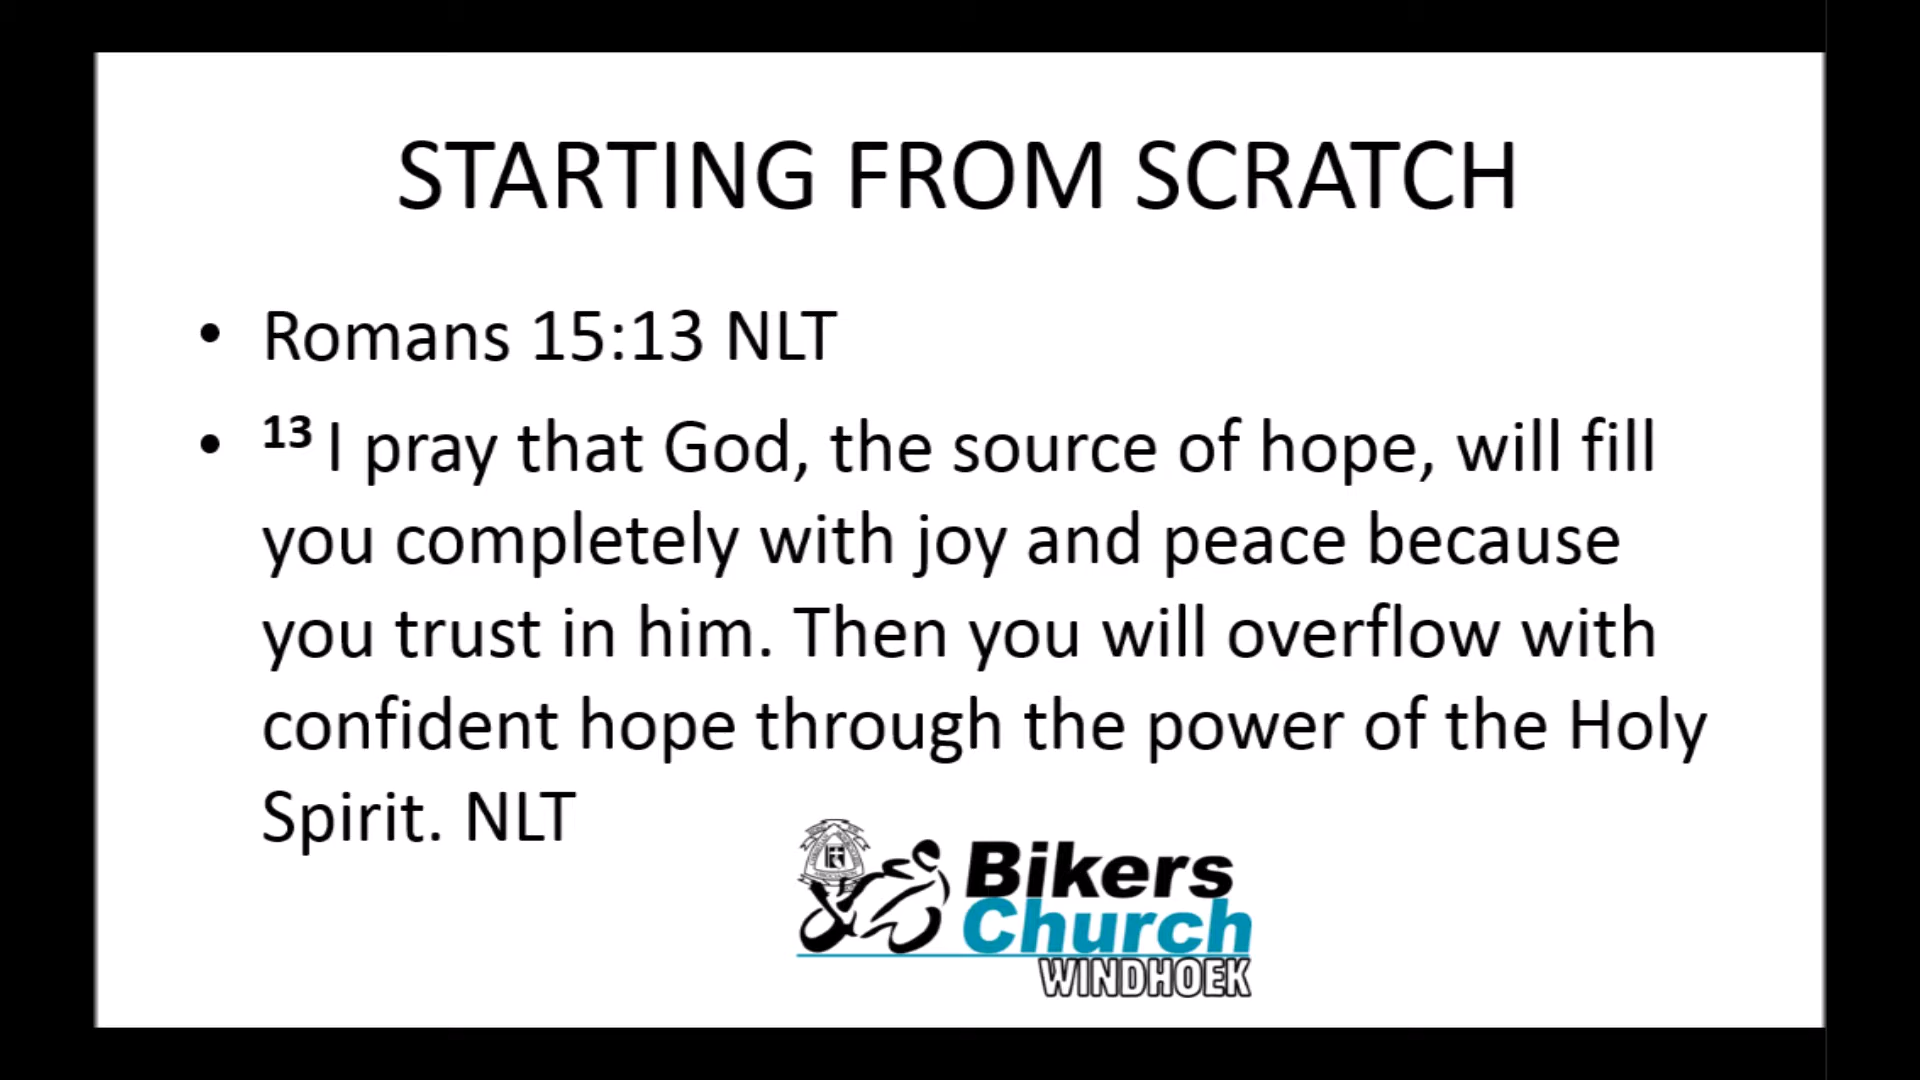 STARTING FROM SCRATCH
• Romans 15:13 NLT
• 13 I pray that God, the source of hope, will fill
you completely with joy and peace because
you trust in him. Then you will overflow with
confident hope through the power of the Holy
Spirit. NLT
Bikers
Church
WINDHOEK